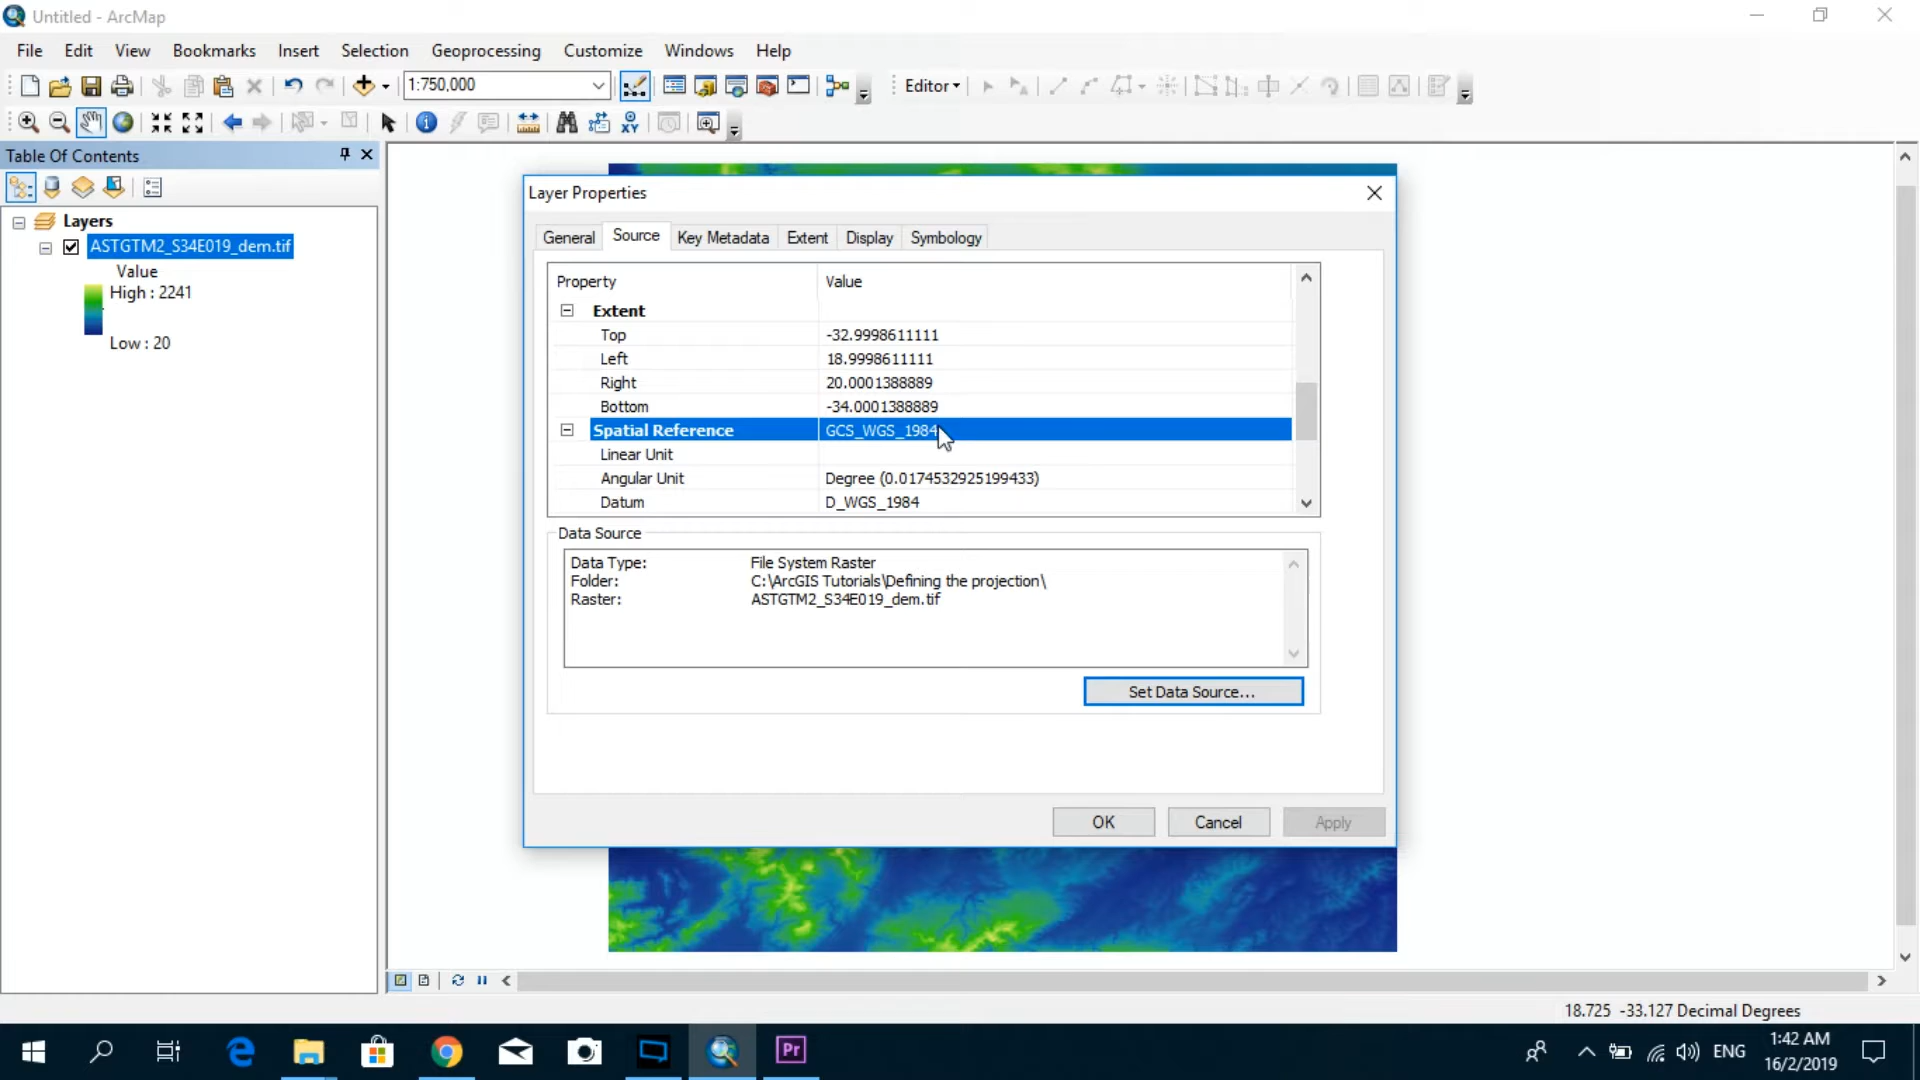 Untitled - ArcMap
File Edit View Bookmarks Insert Selection Geoprocessing Customize Windows Help
1:750,000 Editor
XY
Table Of Contents
Layers
ASTGTM2_S34E019_dem.tif
Value
High : 2241
Low : 20
Layer Properties
General Source Key Metadata Extent Display Symbology
Property Value
Extent
Top -32.9998611111
Left 18.9998611111
Right 20.0001388889
Bottom -34.0001388889
Spatial Reference GCS_WGS_1984
Linear Unit
Angular Unit Degree (0.0174532925199433)
Datum D_WGS_1984
Data Source
Data Type: File System Raster
Folder: C:\ArcGIS Tutorials\Defining the projection\
Raster: ASTGTM2_S34E019_dem.tif
Set Data Source...
OK Cancel Apply
18.725 -33.127 Decimal Degrees
Pr
ENG
1:42 AM
16/2/2019